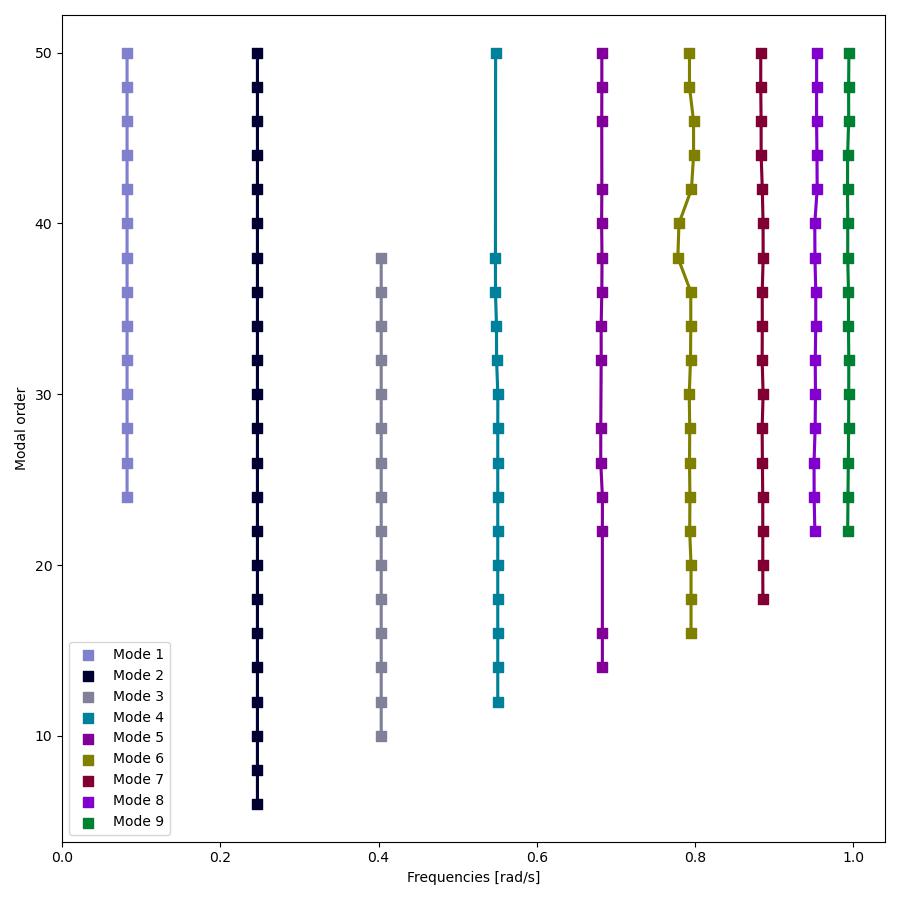 50
40
30
20
10
Modal order
Mode 1
Mode 2
Mode 3
Mode 4
Mode 5
Mode 6
Mode 7
Mode 8
Mode 9
0.0 0.2 0.4 0.6 0.8 1.0
Frequencies [rad/s]